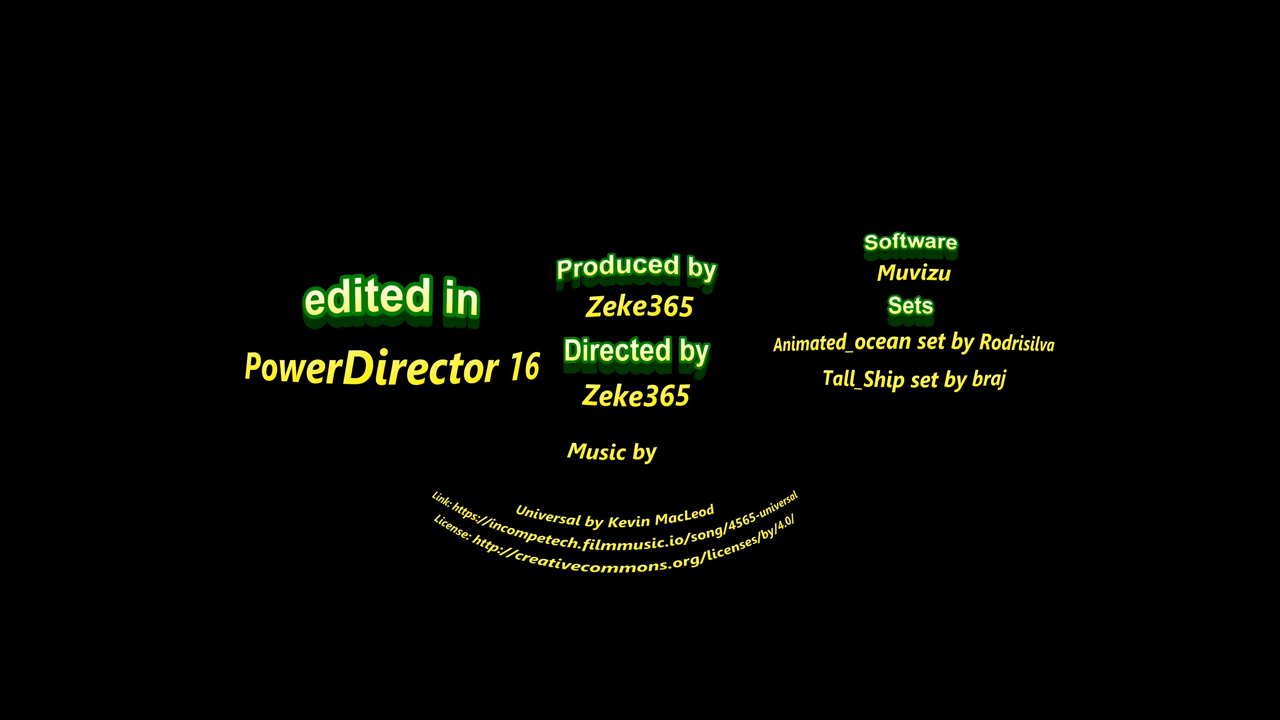 edited in
PowerDirector 16
Produced by
Zeke365
Directed by
Zeke365
Music by
Universal by Kevin MacLeod
Link: https://incompetech.filmmusic.io/song/4565-universal
License: http://creativecommons.org/licenses/by/4.0/
Software
Muvizu
Sets
Animated_ocean set by Rodrisilva
Tall_Ship set by braj